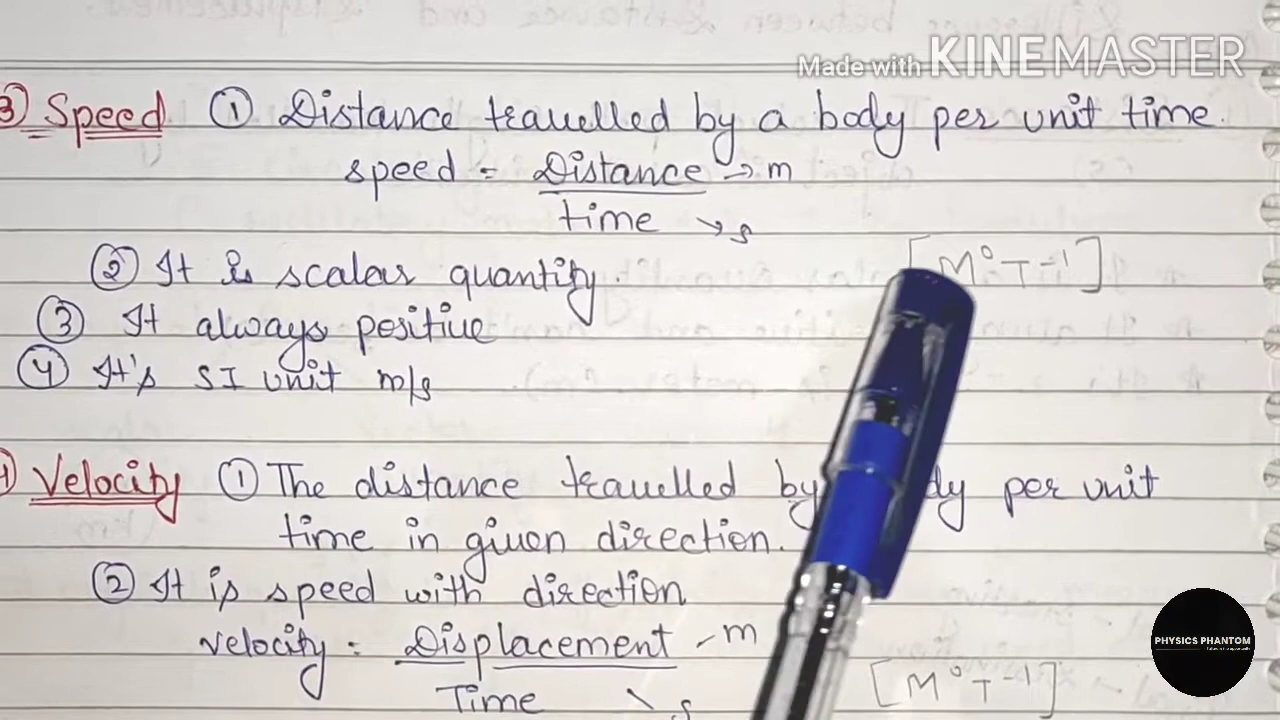 Made with KINEMASTER
③ Speed ① Distance travelled by a body per unit time.
speed = Distance → m
time → s
② It is scalar quantity.
[M⁰T⁻¹]
③ It always positive
④ It's SI unit m/s
Velocity ① The distance travelled by dy per unit
time in given direction.
② It is speed with direction
velocity = Displacement - m
Time \ s
[M⁰T⁻¹]
PHYSICS PHANTOM